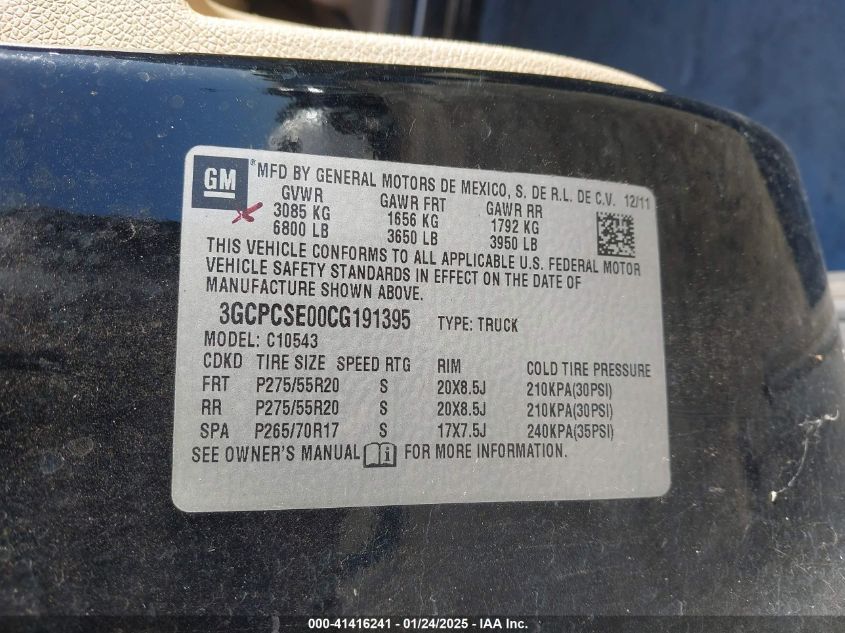 GM
*MFD BY GENERAL MOTORS DE MEXICO, S. DE R.L. DE C.V. 12/11
GVWR GAWR FRT GAWR RR
3085 KG 1656 KG 1792 KG
6800 LB 3650 LB 3950 LB
THIS VEHICLE CONFORMS TO ALL APPLICABLE U.S. FEDERAL MOTOR
VEHICLE SAFETY STANDARDS IN EFFECT ON THE DATE OF
MANUFACTURE SHOWN ABOVE.
3GCPCSE00CG191395 TYPE: TRUCK
MODEL: C10543
CDKD TIRE SIZE SPEED RTG RIM COLD TIRE PRESSURE
FRT P275/55R20 S 20X8.5J 210KPA(30PSI)
RR P275/55R20 S 20X8.5J 210KPA(30PSI)
SPA P265/70R17 S 17X7.5J 240KPA(35PSI)
SEE OWNER'S MANUAL i FOR MORE INFORMATION.
000-41416241 - 01/24/2025 - IAA Inc.